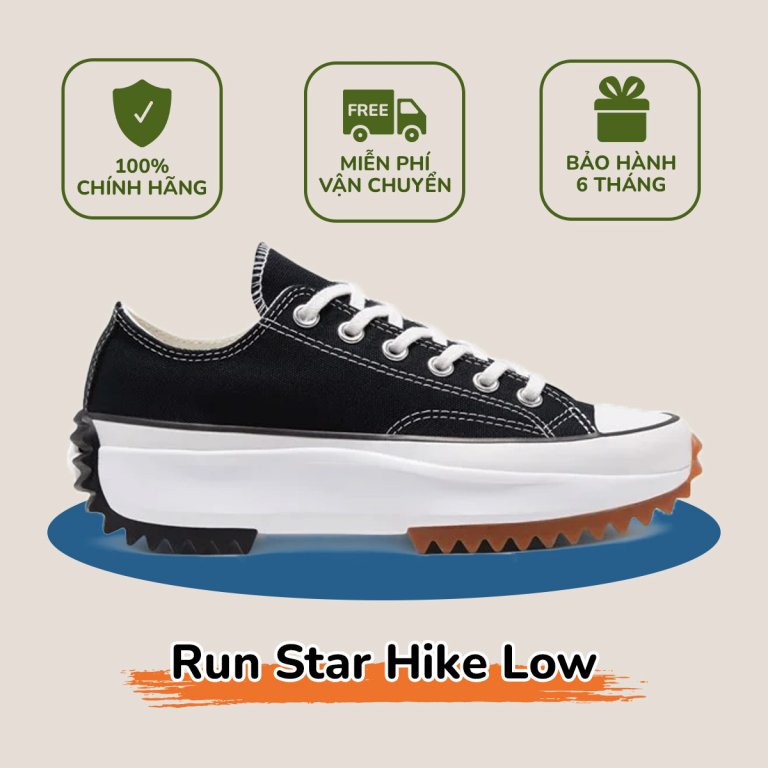 100%
CHÍNH HÃNG
FREE
MIỄN PHÍ
VẬN CHUYỂN
BẢO HÀNH
6 THÁNG
Run Star Hike Low